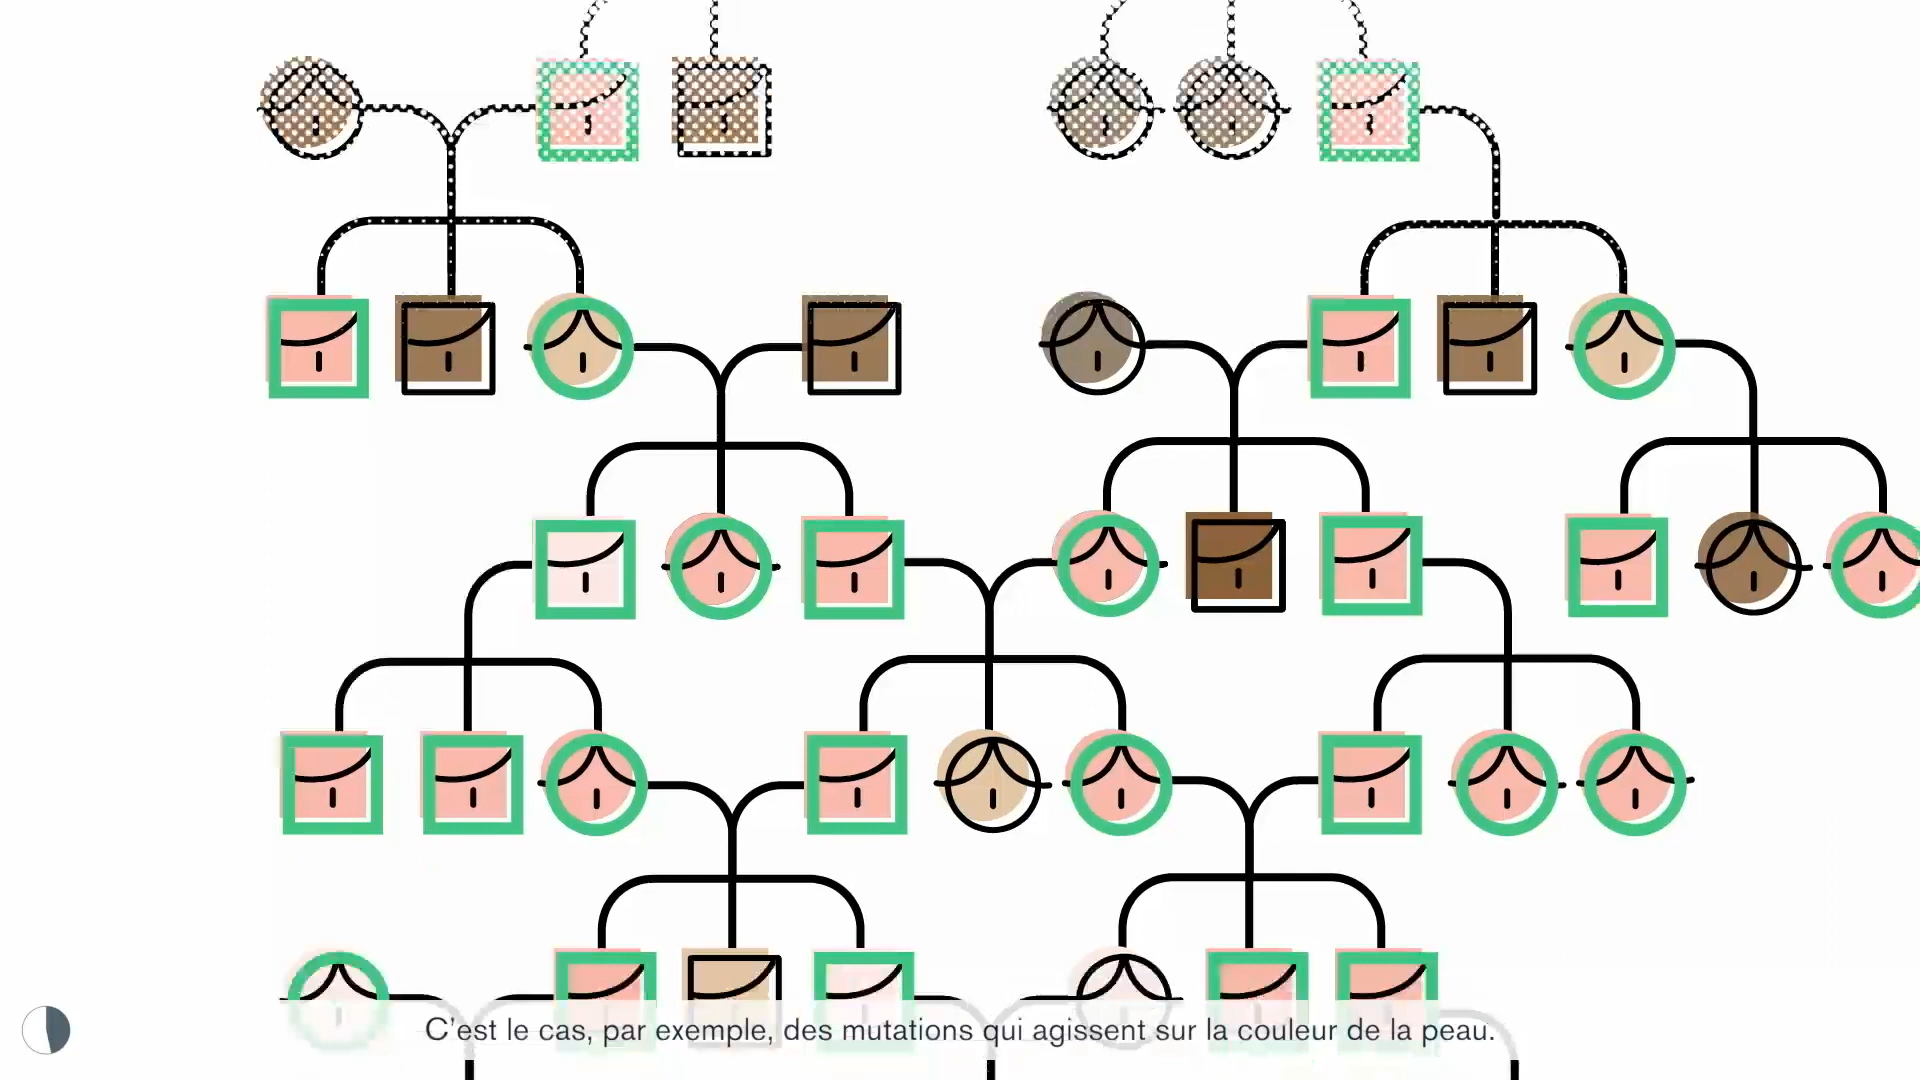 C’est le cas, par exemple, des mutations qui agissent sur la couleur de la peau.